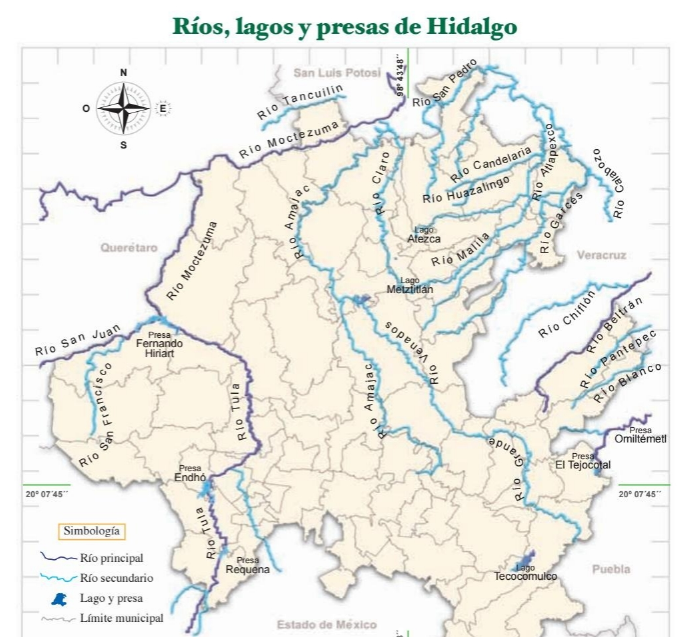 Ríos, lagos y presas de Hidalgo
San Luis Potosí
98° 43'48''
Río San Pedro
Río Tancuilín
N
O
E
S
Río Moctezuma
Río Claro
Río Candelaria
Río Atlapexco
Río Calabozo
Río Huazalingo
Río Amajac
Río Garcés
Querétaro
Río Moctezuma
Lago
Atezca
Río Malila
Veracruz
Lago
Metztitlán
Río Chiflón
Río Beltrán
Río San Juan
Presa
Fernando
Hiriart
Río Venados
Río Pantepec
Río Blanco
Río San Francisco
Río Tula
Río Amajac
Río Grande
Presa
Omiltémetl
Presa
El Tejocotal
Presa
Endhó
20° 07'45''
20° 07'45''
Río Tula
Simbología
Río principal
Río secundario
Lago y presa
Límite municipal
Presa
Requena
Lago
Tecocomulco
Puebla
Estado de México